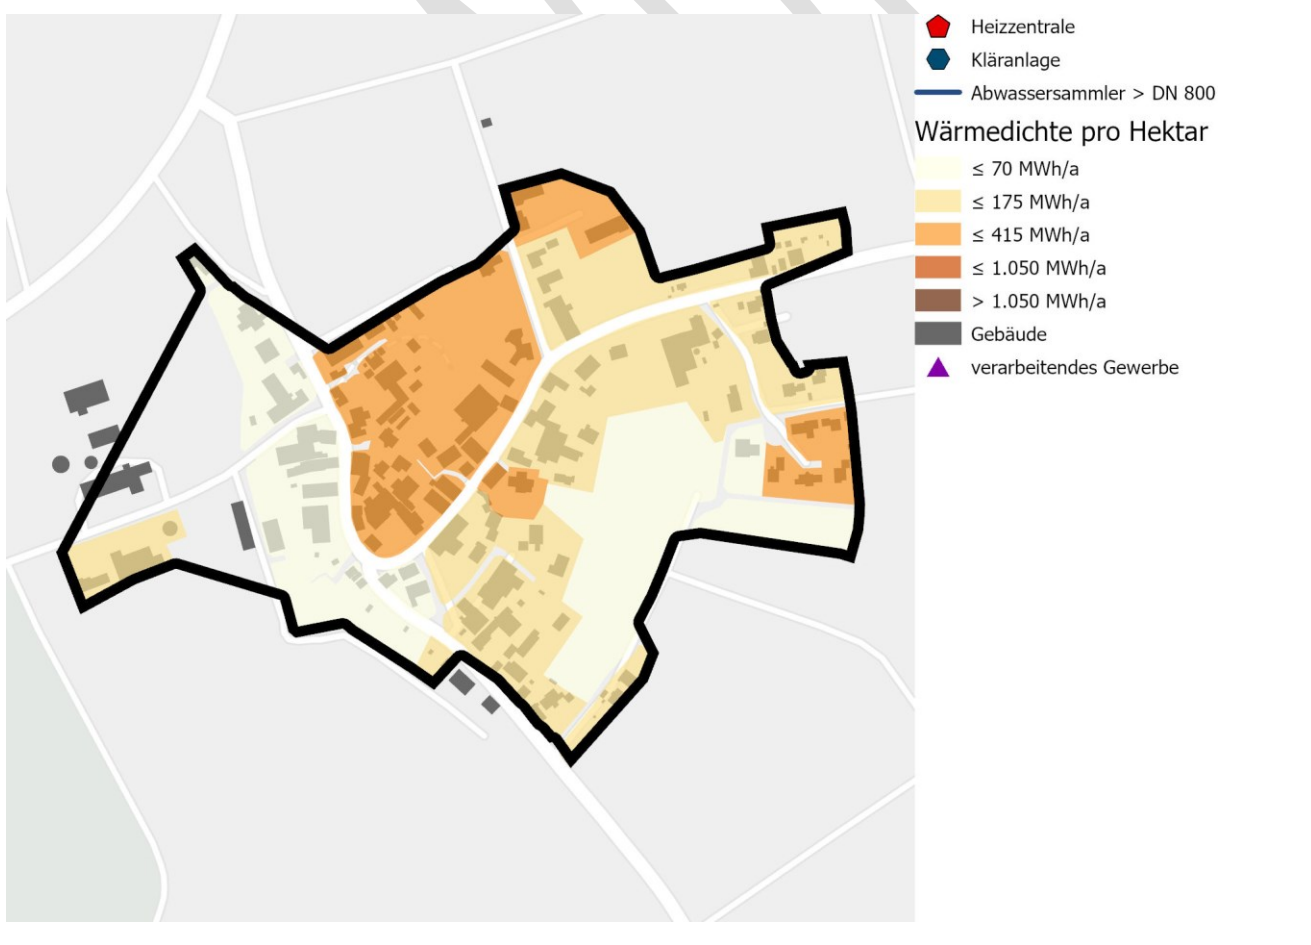 Heizzentrale
Kläranlage
Abwassersammler > DN 800
Wärmedichte pro Hektar
≤ 70 MWh/a
≤ 175 MWh/a
≤ 415 MWh/a
≤ 1.050 MWh/a
> 1.050 MWh/a
Gebäude
verarbeitendes Gewerbe